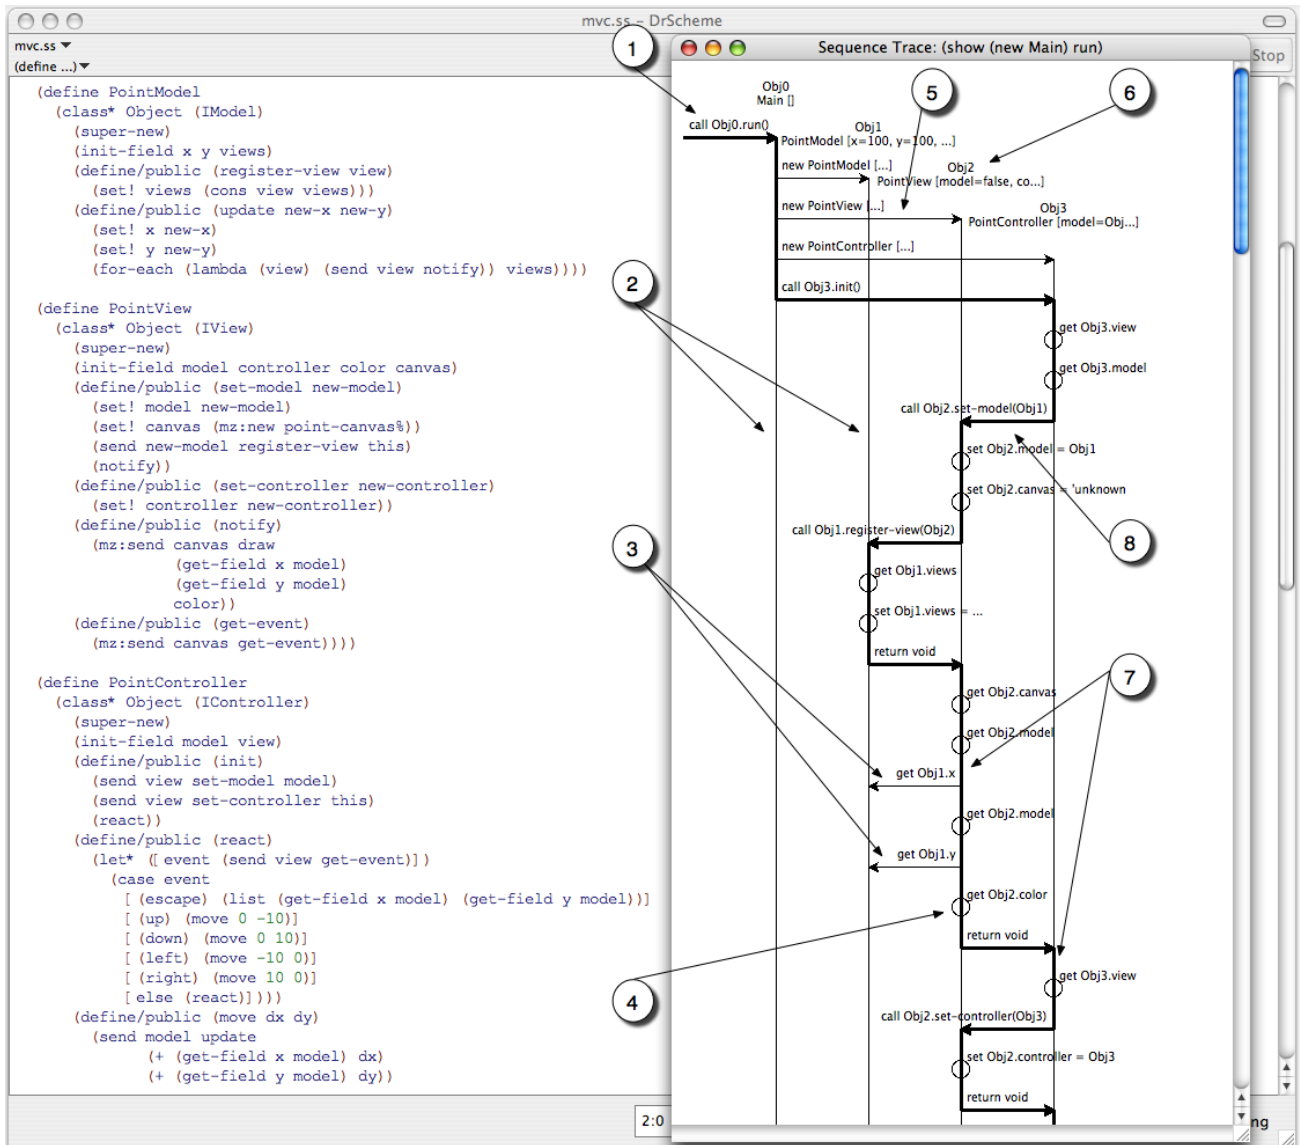 mvc.ss – DrScheme
mvc.ss
(define ...)
Stop
(define PointModel
(class* Object (IModel)
(super-new)
(init-field x y views)
(define/public (register-view view)
(set! views (cons view views)))
(define/public (update new-x new-y)
(set! x new-x)
(set! y new-y)
(for-each (lambda (view) (send view notify)) views))))
(define PointView
(class* Object (IView)
(super-new)
(init-field model controller color canvas)
(define/public (set-model new-model)
(set! model new-model)
(set! canvas (mz:new point-canvas%))
(send new-model register-view this)
(notify))
(define/public (set-controller new-controller)
(set! controller new-controller))
(define/public (notify)
(mz:send canvas draw
(get-field x model)
(get-field y model)
color))
(define/public (get-event)
(mz:send canvas get-event))))
(define PointController
(class* Object (IController)
(super-new)
(init-field model view)
(define/public (init)
(send view set-model model)
(send view set-controller this)
(react))
(define/public (react)
(let* ([event (send view get-event)])
(case event
[(escape) (list (get-field x model) (get-field y model))]
[(up) (move 0 -10)]
[(down) (move 0 10)]
[(left) (move -10 0)]
[(right) (move 10 0)]
[else (react)])))
(define/public (move dx dy)
(send model update
(+ (get-field x model) dx)
(+ (get-field y model) dy))
2:0
ng
Sequence Trace: (show (new Main) run)
Obj0
Main []
call Obj0.run()
Obj1
PointModel [x=100, y=100, ...]
new PointModel [...]
Obj2
PointView [model=false, co...]
new PointView [...]
Obj3
PointController [model=Obj...]
new PointController [...]
call Obj3.init()
get Obj3.view
get Obj3.model
call Obj2.set-model(Obj1)
set Obj2.model = Obj1
set Obj2.canvas = 'unknown
call Obj1.register-view(Obj2)
get Obj1.views
set Obj1.views = ...
return void
get Obj2.canvas
get Obj2.model
get Obj1.x
get Obj2.model
get Obj1.y
get Obj2.color
return void
get Obj3.view
call Obj2.set-controller(Obj3)
set Obj2.controller = Obj3
return void
1
2
3
4
5
6
7
8